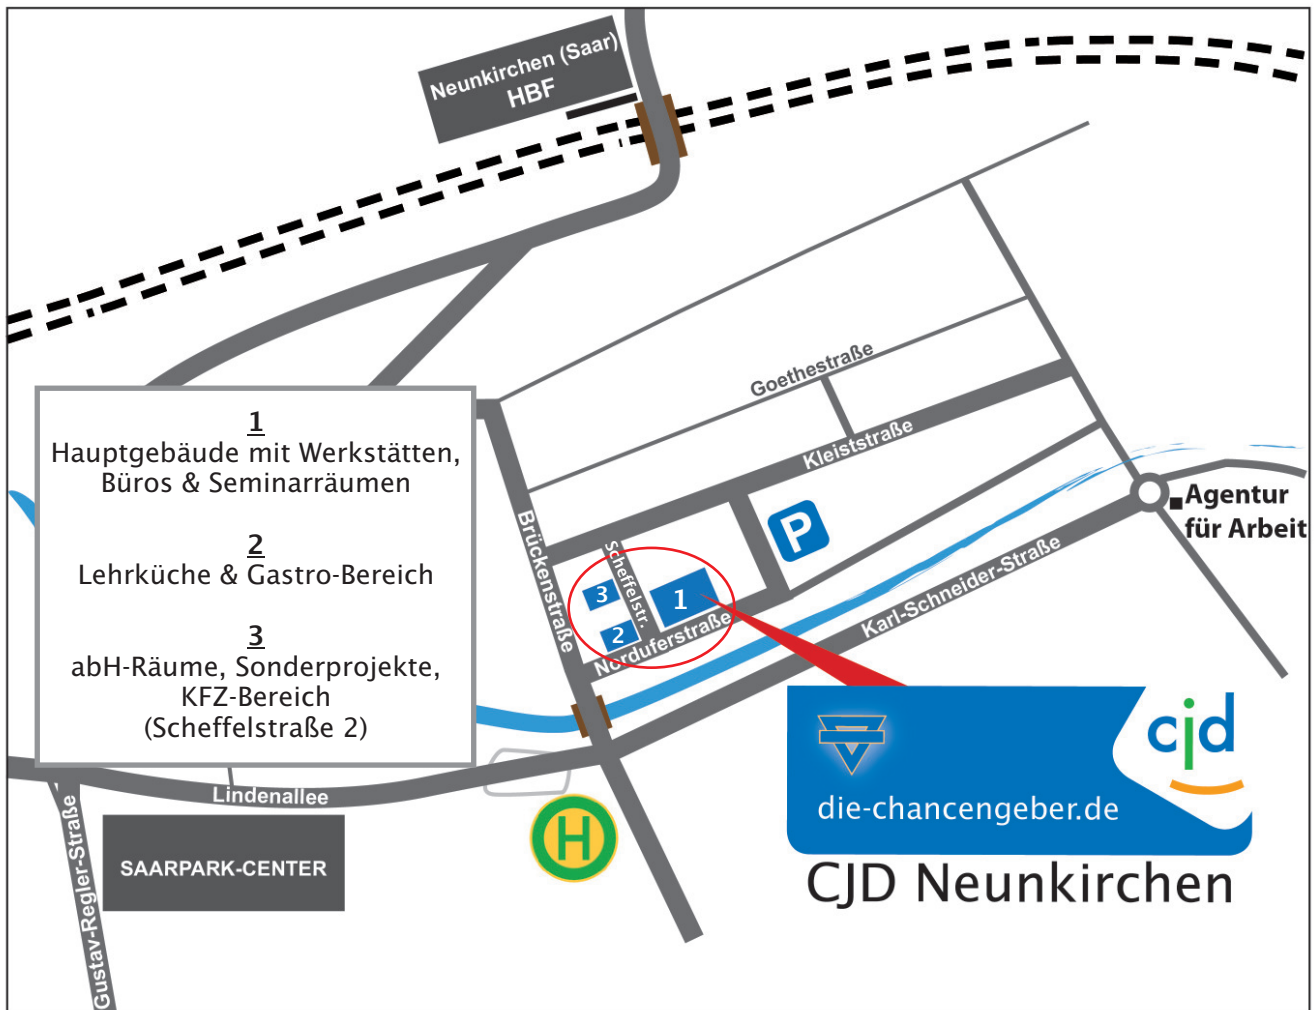 Neunkirchen (Saar)
HBF
1
Hauptgebäude mit Werkstätten,
Büros & Seminarräumen
2
Lehrküche & Gastro-Bereich
3
abH-Räume, Sonderprojekte,
KFZ-Bereich
(Scheffelstraße 2)
Goethestraße
Kleiststraße
Brückenstraße
Scheffelstr.
Norduferstraße
Karl-Schneider-Straße
P
1
2
3
Agentur
für Arbeit
Lindenallee
Gustav-Regler-Straße
SAARPARK-CENTER
H
cjd
die-chancengeber.de
CJD Neunkirchen